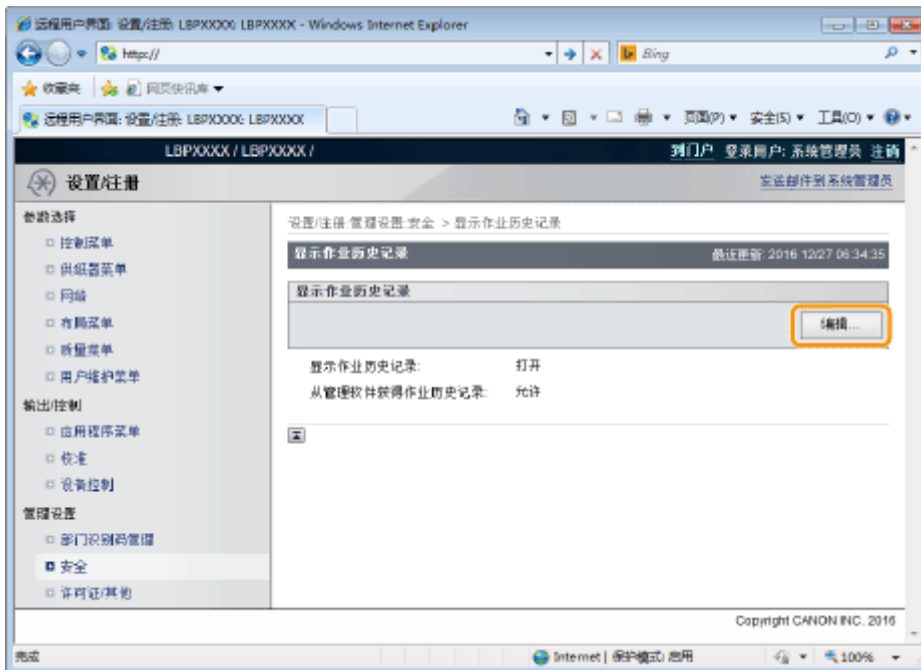 远程用户界面: 设置/注册: LBPXXXX: LBPXXXX - Windows Internet Explorer
http://
Bing
收藏夹 网页快讯库
远程用户界面: 设置/注册: LBPXXXX: LBPXXXX 页面(P) 安全(S) 工具(O)
LBPXXXX / LBPXXXX / 到门户 登录用户: 系统管理员 注销
设置/注册 发送邮件到系统管理员
参数选择
控制菜单
供纸器菜单
网络
布局菜单
质量菜单
用户维护菜单
输出/控制
应用程序菜单
校准
设备控制
管理设置
部门识别码管理
安全
许可证/其他
设置/注册:管理设置:安全 > 显示作业历史记录
显示作业历史记录 最近更新: 2016 12/27 06:34:35
显示作业历史记录
编辑...
显示作业历史记录: 打开
从管理软件获得作业历史记录: 允许
Copyright CANON INC. 2016
完成 Internet | 保护模式: 启用 100%